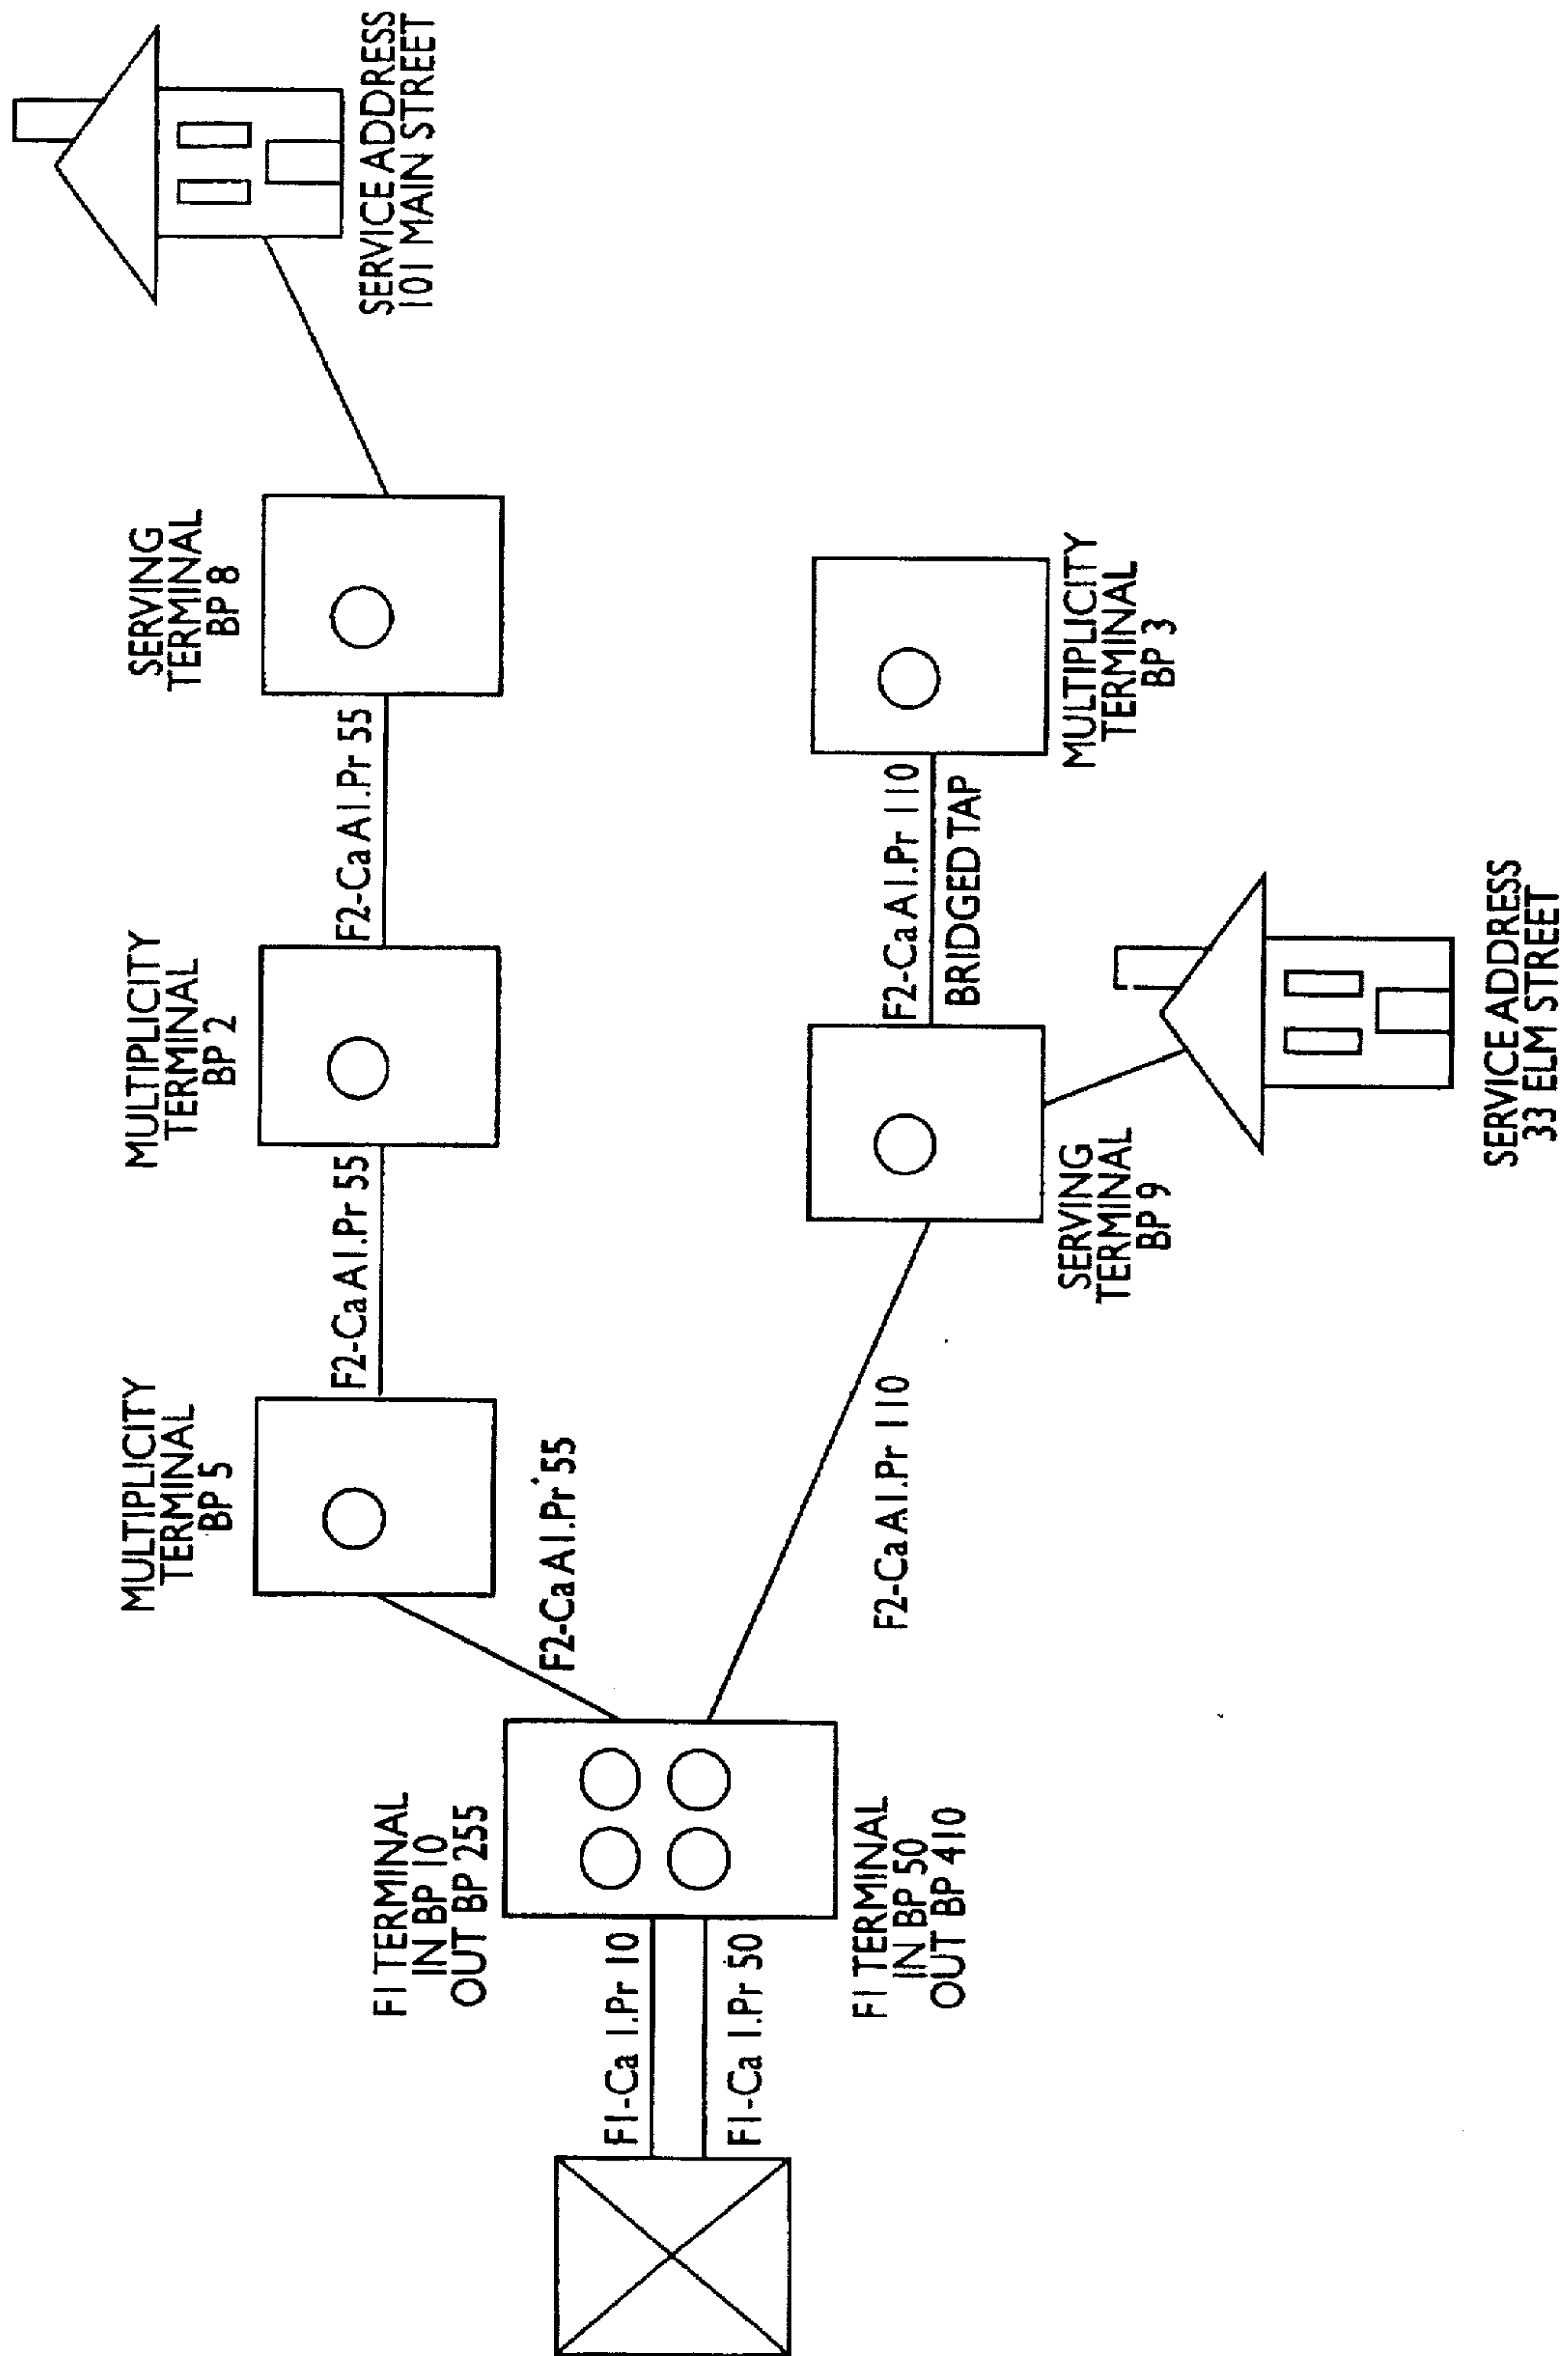 SERVICE ADDRESS
101 MAIN STREET
SERVING
TERMINAL
BP 8
F2-Ca A1.Pr 55
MULTIPLICITY
TERMINAL
BP 2
F2-Ca A1.Pr 55
MULTIPLICITY
TERMINAL
BP 5
F2-Ca A1.Pr 55
F1 TERMINAL
IN BP 10
OUT BP 255
F1-Ca 1.Pr 10
F1-Ca 1.Pr 50
F1 TERMINAL
IN BP 50
OUT BP 410
F2-Ca A1.Pr 110
SERVING
TERMINAL
BP 9
F2-Ca A1.Pr 110
BRIDGED TAP
MULTIPLICITY
TERMINAL
BP 3
SERVICE ADDRESS
33 ELM STREET